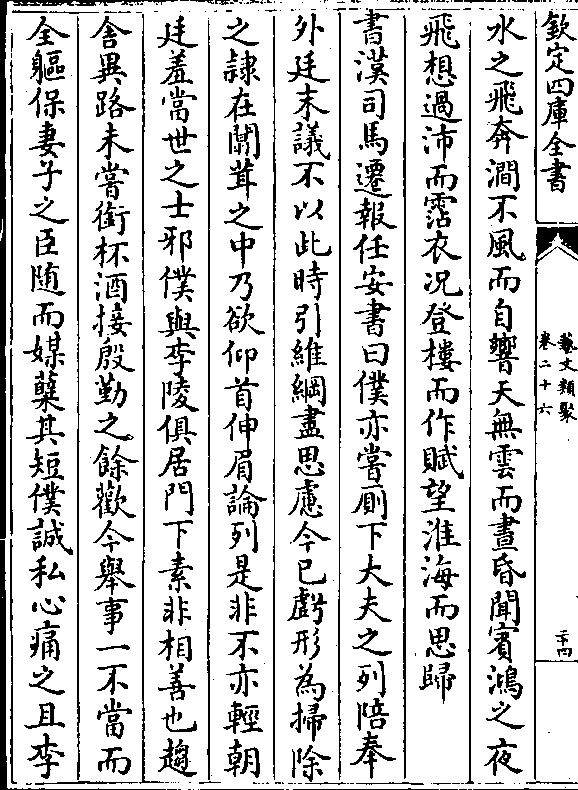 欽定四庫全書
藝文類聚
卷二十六
二十四
水之飛奔澗不風而自響天無雲而晝昏聞賓鴻之夜
飛想過沛而霑衣况登樓而作賦望淮海而思歸
書漢司馬遷報任安書曰僕亦嘗厠下大夫之列陪奉
外廷末議不以此時引維綱盡思慮今已虧形為掃除
之隷在闒茸之中乃欲仰首伸眉論列是非不亦輕朝
廷羞當世之士邪僕與李陵俱居門下素非相善也趨
舍異路未嘗銜杯酒接殷勤之餘歡今舉事一不當而
全軀保妻子之臣随而媒櫱其短僕誠私心痛之且李